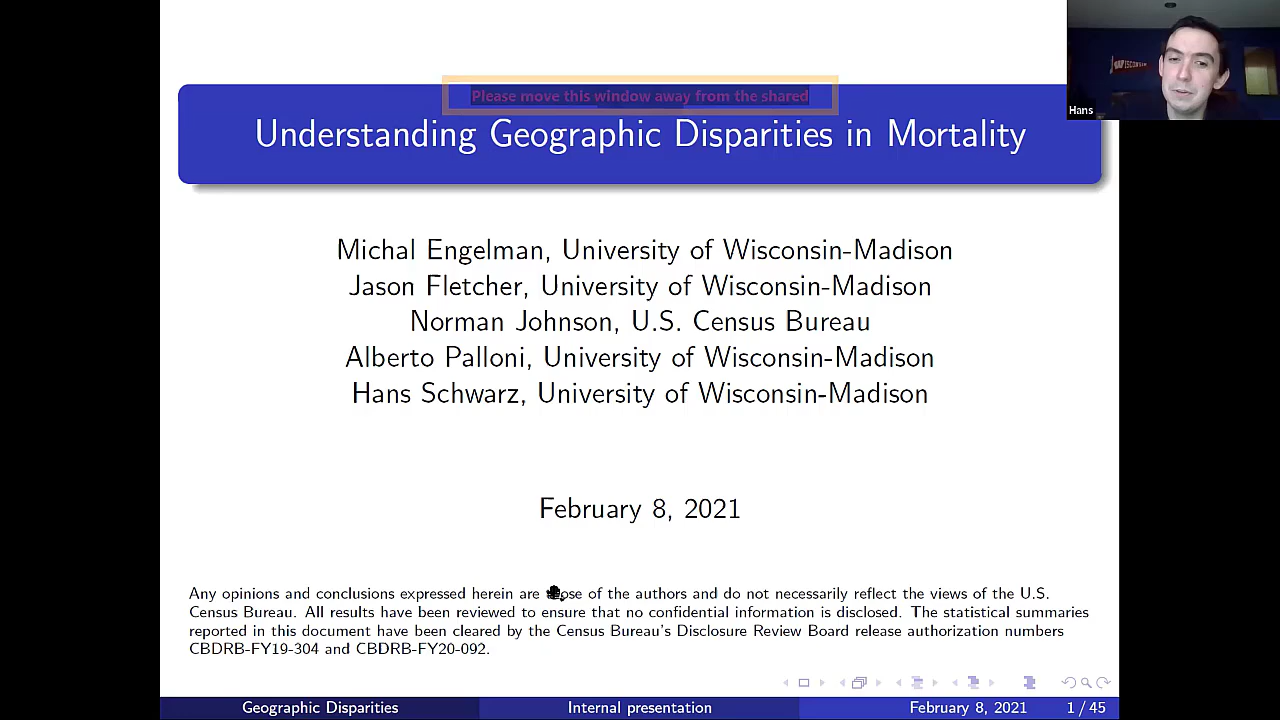 Please move this window away from the shared
Understanding Geographic Disparities in Mortality
WISCONSIN
Hans
Michal Engelman, University of Wisconsin-Madison
Jason Fletcher, University of Wisconsin-Madison
Norman Johnson, U.S. Census Bureau
Alberto Palloni, University of Wisconsin-Madison
Hans Schwarz, University of Wisconsin-Madison
February 8, 2021
Any opinions and conclusions expressed herein are those of the authors and do not necessarily reflect the views of the U.S.
Census Bureau. All results have been reviewed to ensure that no confidential information is disclosed. The statistical summaries
reported in this document have been cleared by the Census Bureau's Disclosure Review Board release authorization numbers
CBDRB-FY19-304 and CBDRB-FY20-092.
Geographic Disparities Internal presentation February 8, 2021 1 / 45